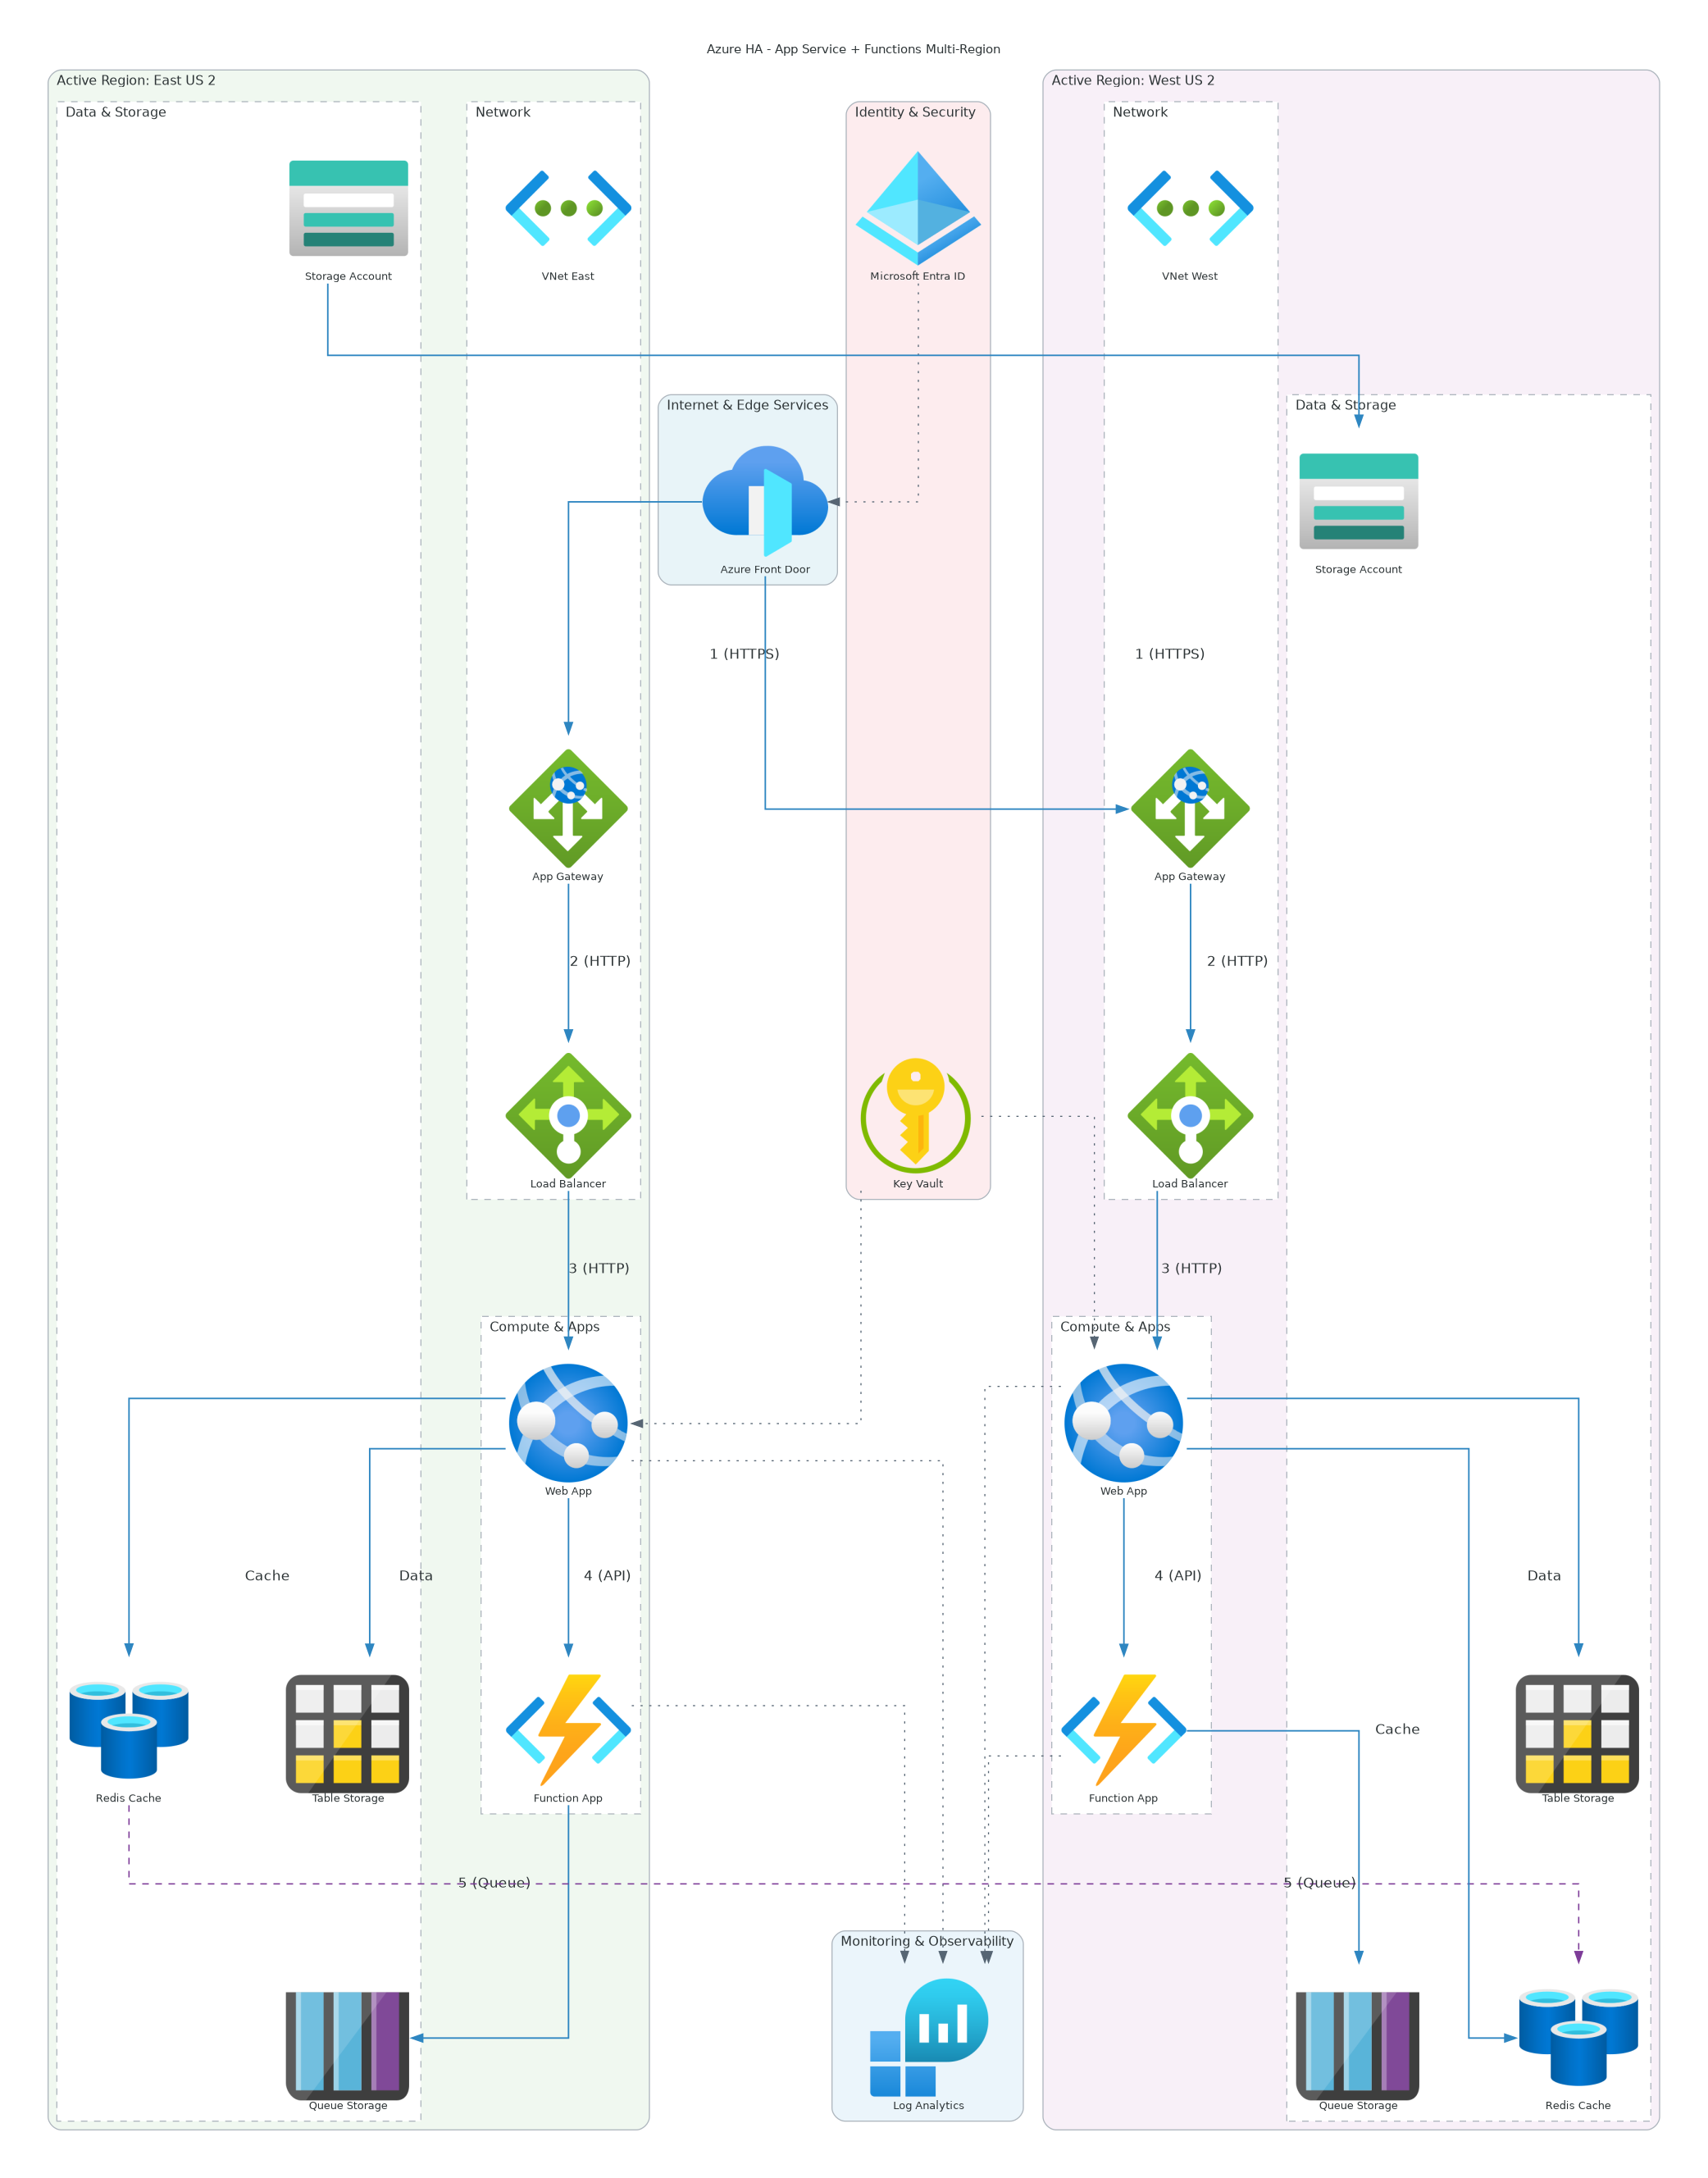 Azure HA - App Service + Functions Multi-Region
Active Region: East US 2
Active Region: West US 2
Data & Storage
Network
Identity & Security
Network
Storage Account
VNet East
Microsoft Entra ID
VNet West
Internet & Edge Services
Data & Storage
Azure Front Door
Storage Account
1 (HTTPS)
1 (HTTPS)
App Gateway
App Gateway
2 (HTTP)
2 (HTTP)
Load Balancer
Key Vault
Load Balancer
3 (HTTP)
3 (HTTP)
Compute & Apps
Compute & Apps
Web App
Web App
Cache
Data
4 (API)
4 (API)
Data
Cache
Redis Cache
Table Storage
Function App
Function App
Table Storage
5 (Queue)
5 (Queue)
Monitoring & Observability
Queue Storage
Log Analytics
Queue Storage
Redis Cache